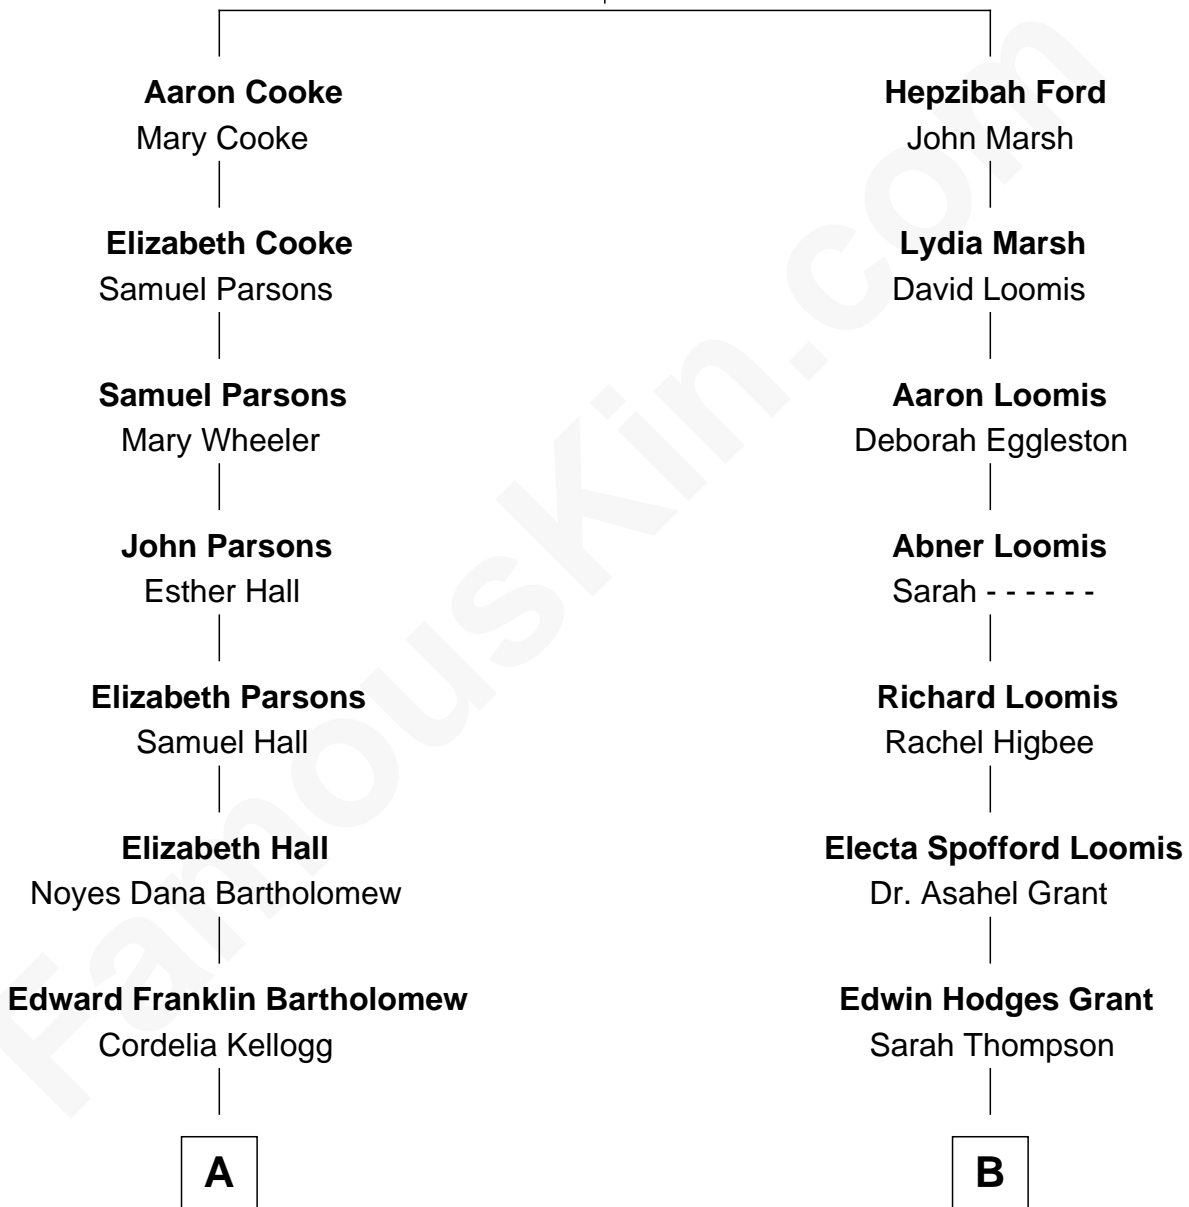 Aaron Cooke
Mary Cooke
Elizabeth Cooke
Samuel Parsons
Samuel Parsons
Mary Wheeler
John Parsons
Esther Hall
Elizabeth Parsons
Samuel Hall
Elizabeth Hall
Noyes Dana Bartholomew
Edward Franklin Bartholomew
Cordelia Kellogg
A
Hepzibah Ford
John Marsh
Lydia Marsh
David Loomis
Aaron Loomis
Deborah Eggleston
Abner Loomis
Sarah - - - - - -
Richard Loomis
Rachel Higbee
Electa Spofford Loomis
Dr. Asahel Grant
Edwin Hodges Grant
Sarah Thompson
B
FamousKin.com